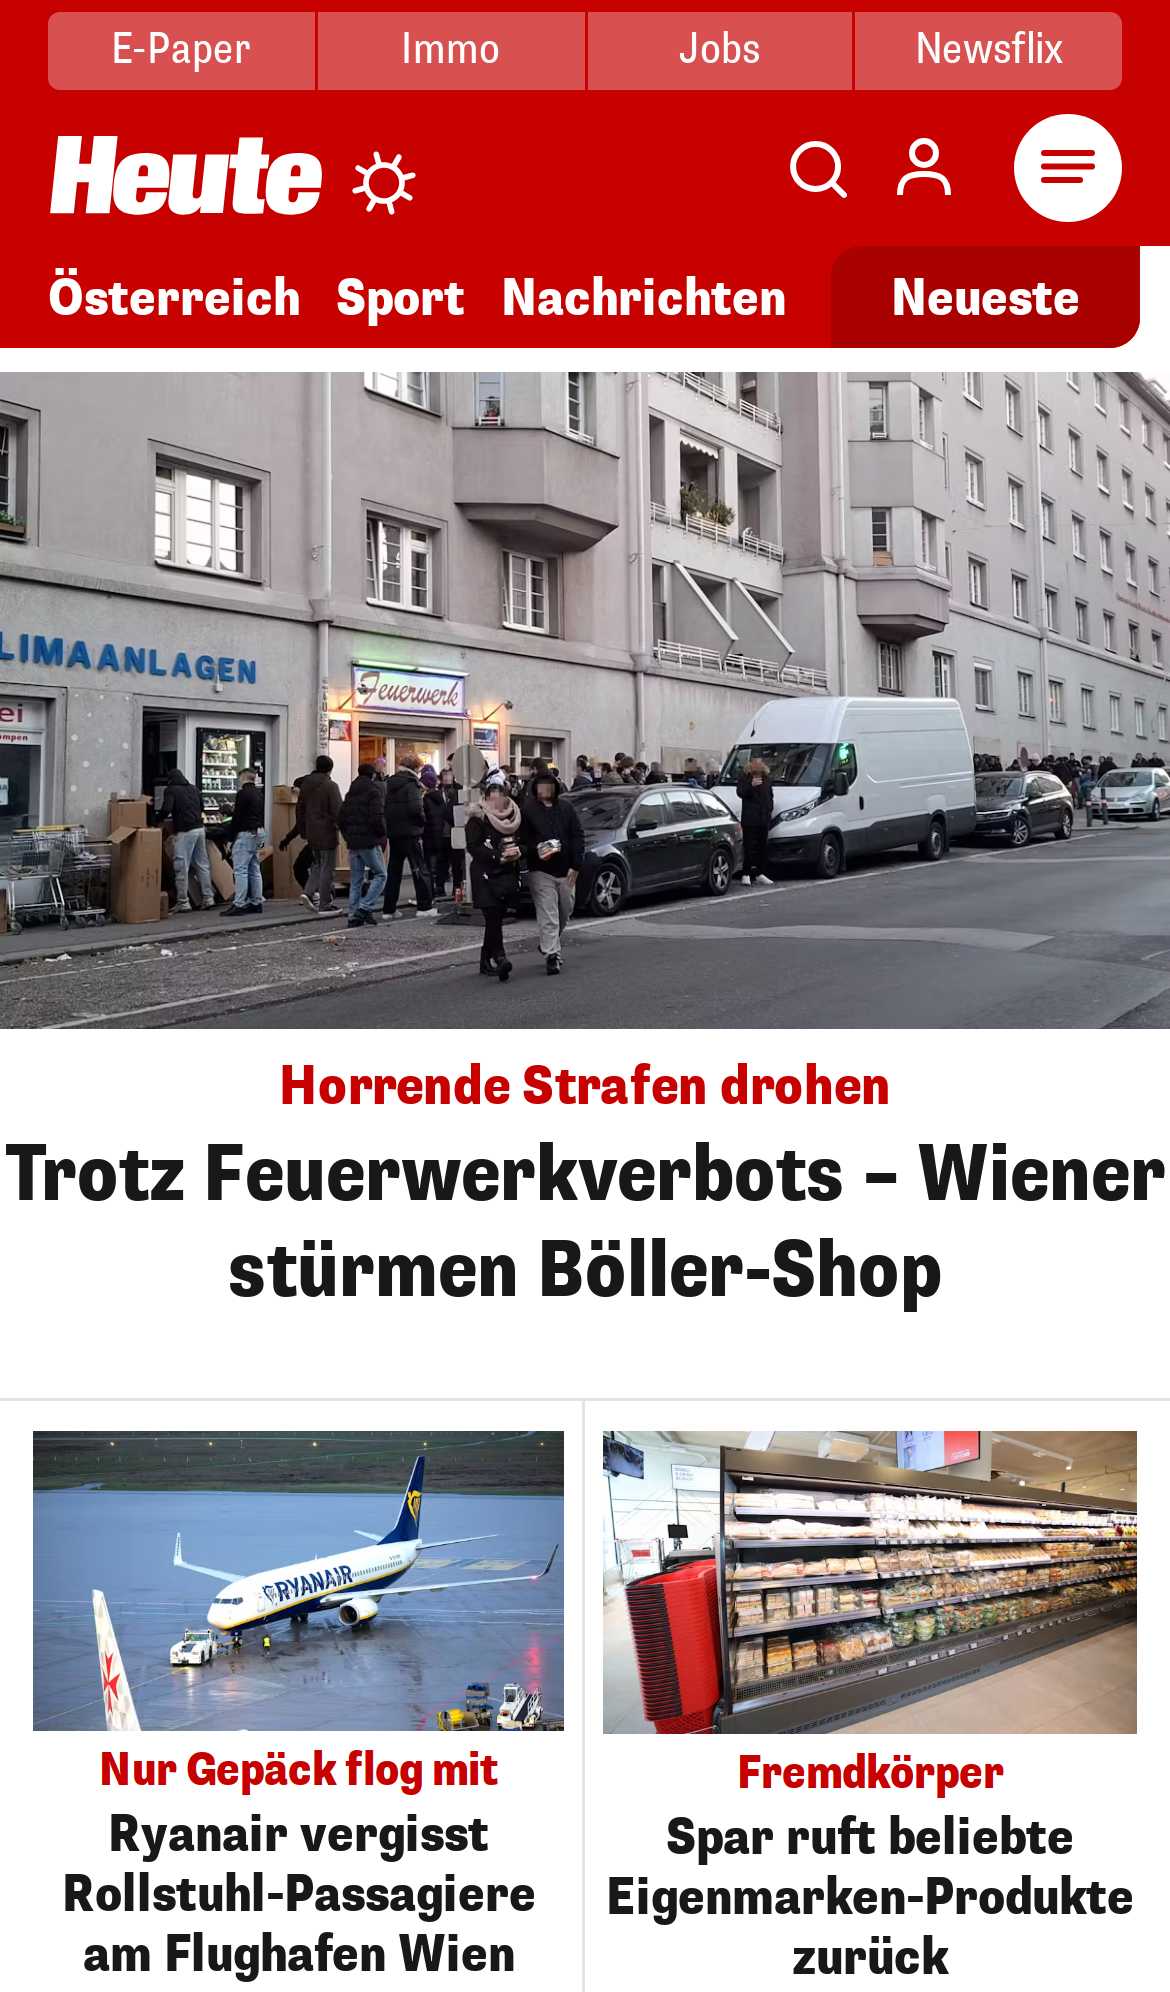 E-Paper
Immo
Jobs
Newsflix
Heute
Österreich
Sport
Nachrichten
Neueste
LIMAANLAGEN
Feuerwerk
ei
Horrende Strafen drohen
Trotz Feuerwerkverbots – Wiener
stürmen Böller-Shop
RYANAIR
Nur Gepäck flog mit
Ryanair vergisst
Rollstuhl-Passagiere
am Flughafen Wien
Fremdkörper
Spar ruft beliebte
Eigenmarken-Produkte
zurück